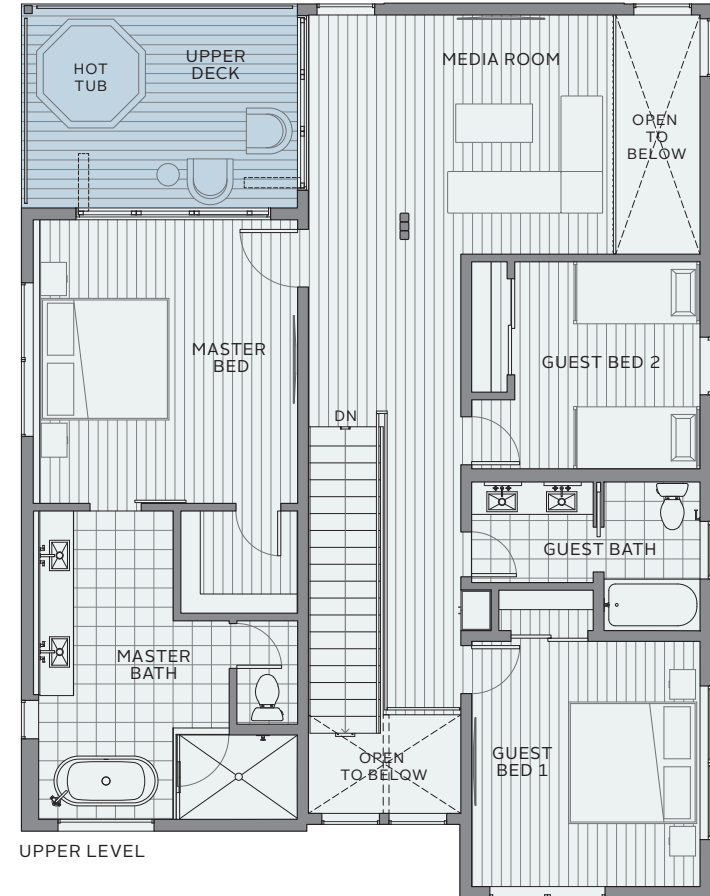 UPPER
DECK
HOT
TUB
MEDIA ROOM
OPEN
TO
BELOW
MASTER
BED
GUEST BED 2
DN
GUEST BATH
MASTER
BATH
OPEN
TO BELOW
GUEST
BED 1
UPPER LEVEL